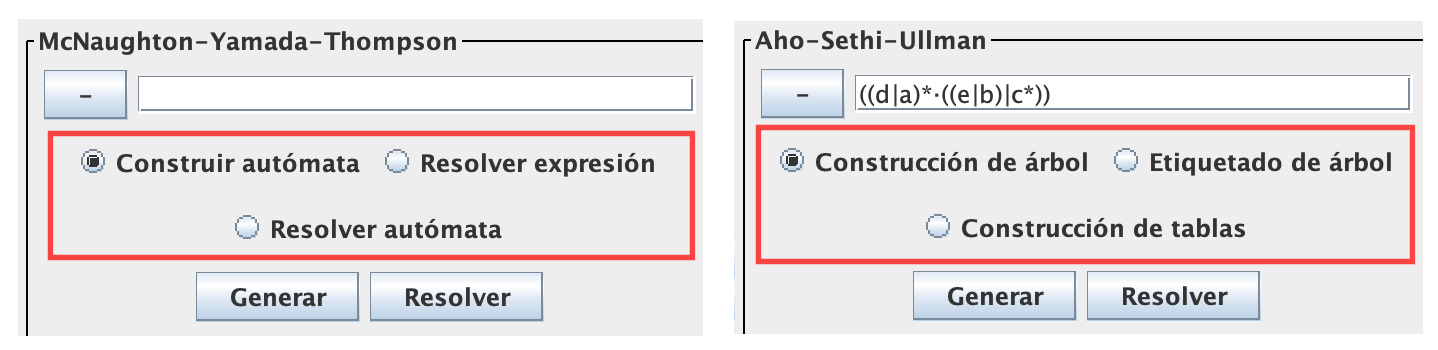 McNaughton-Yamada-Thompson
-
Construir autómata Resolver expresión
Resolver autómata
Generar Resolver
Aho-Sethi-Ullman
- ((d|a)*·((e|b)|c*))
Construcción de árbol Etiquetado de árbol
Construcción de tablas
Generar Resolver